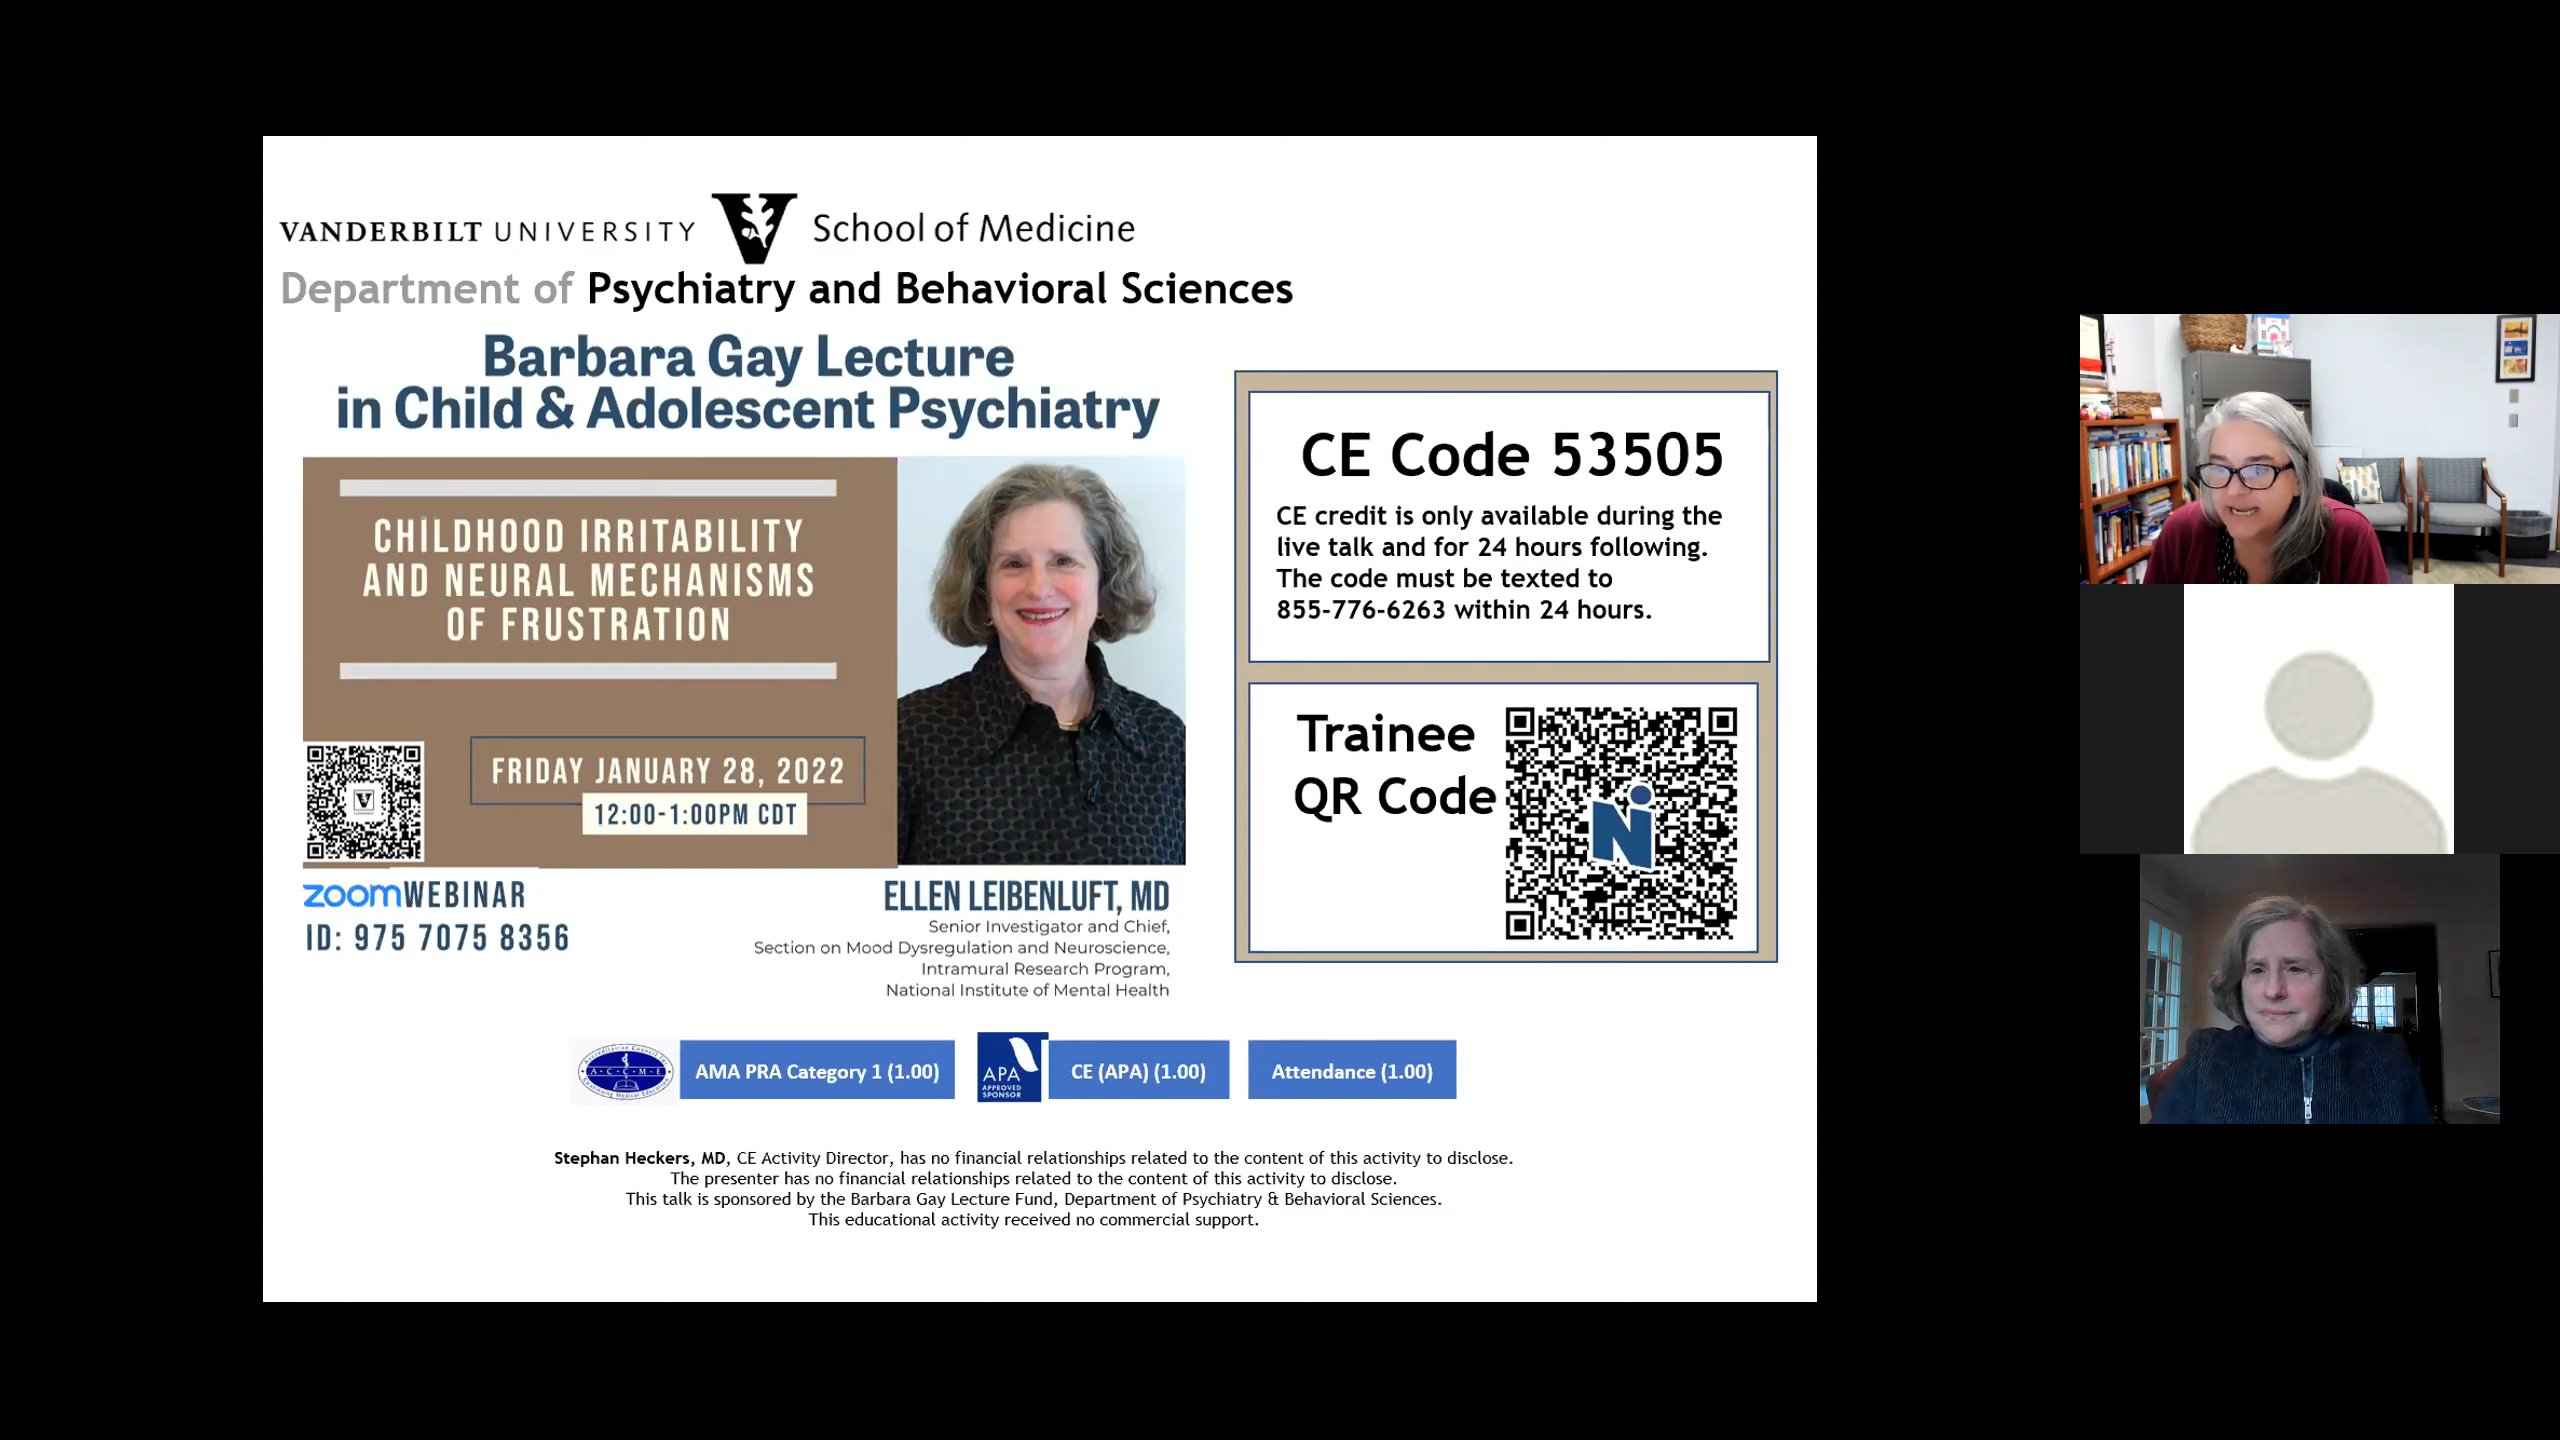 VANDERBILT UNIVERSITY V School of Medicine
Department of Psychiatry and Behavioral Sciences
Barbara Gay Lecture
in Child & Adolescent Psychiatry
CHILDHOOD IRRITABILITY
AND NEURAL MECHANISMS
OF FRUSTRATION
FRIDAY JANUARY 28, 2022
12:00-1:00PM CDT
zoom WEBINAR
ID: 975 7075 8356
ELLEN LEIBENLUFT, MD
Senior Investigator and Chief,
Section on Mood Dysregulation and Neuroscience,
Intramural Research Program,
National Institute of Mental Health
CE Code 53505
CE credit is only available during the
live talk and for 24 hours following.
The code must be texted to
855-776-6263 within 24 hours.
Trainee
QR Code
N
A·C·C·M·E
AMA PRA Category 1 (1.00)
APA
APPROVED
SPONSOR
CE (APA) (1.00)
Attendance (1.00)
Stephan Heckers, MD, CE Activity Director, has no financial relationships related to the content of this activity to disclose.
The presenter has no financial relationships related to the content of this activity to disclose.
This talk is sponsored by the Barbara Gay Lecture Fund, Department of Psychiatry & Behavioral Sciences.
This educational activity received no commercial support.